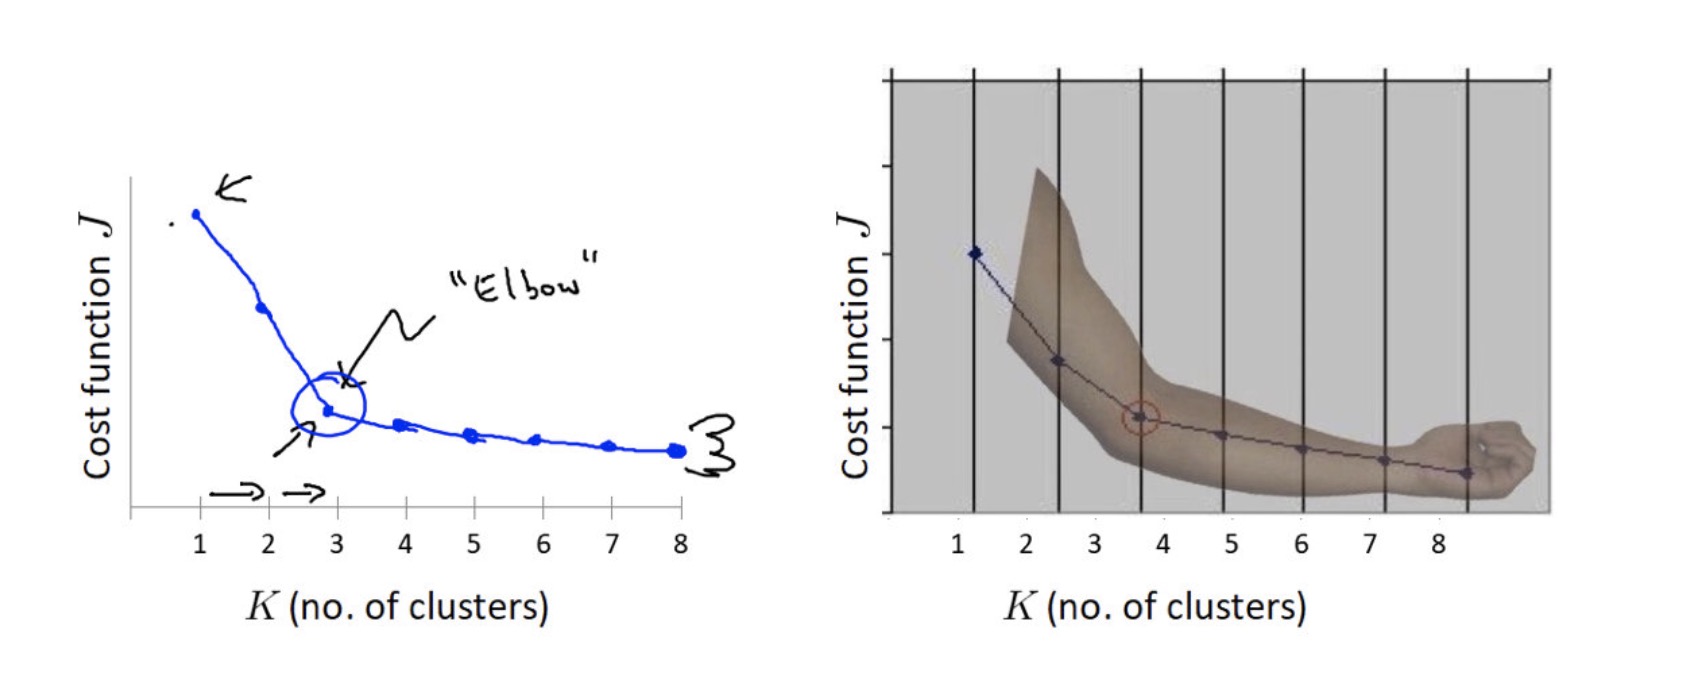 "Elbow"
Cost function J
1 2 3 4 5 6 7 8
K (no. of clusters)
Cost function J
1 2 3 4 5 6 7 8
K (no. of clusters)